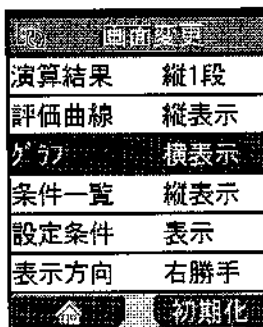 画面変更
演算結果 縦1段
評価曲線 縦表示
グラフ 横表示
条件一覧 縦表示
設定条件 表示
表示方向 右勝手
初期化